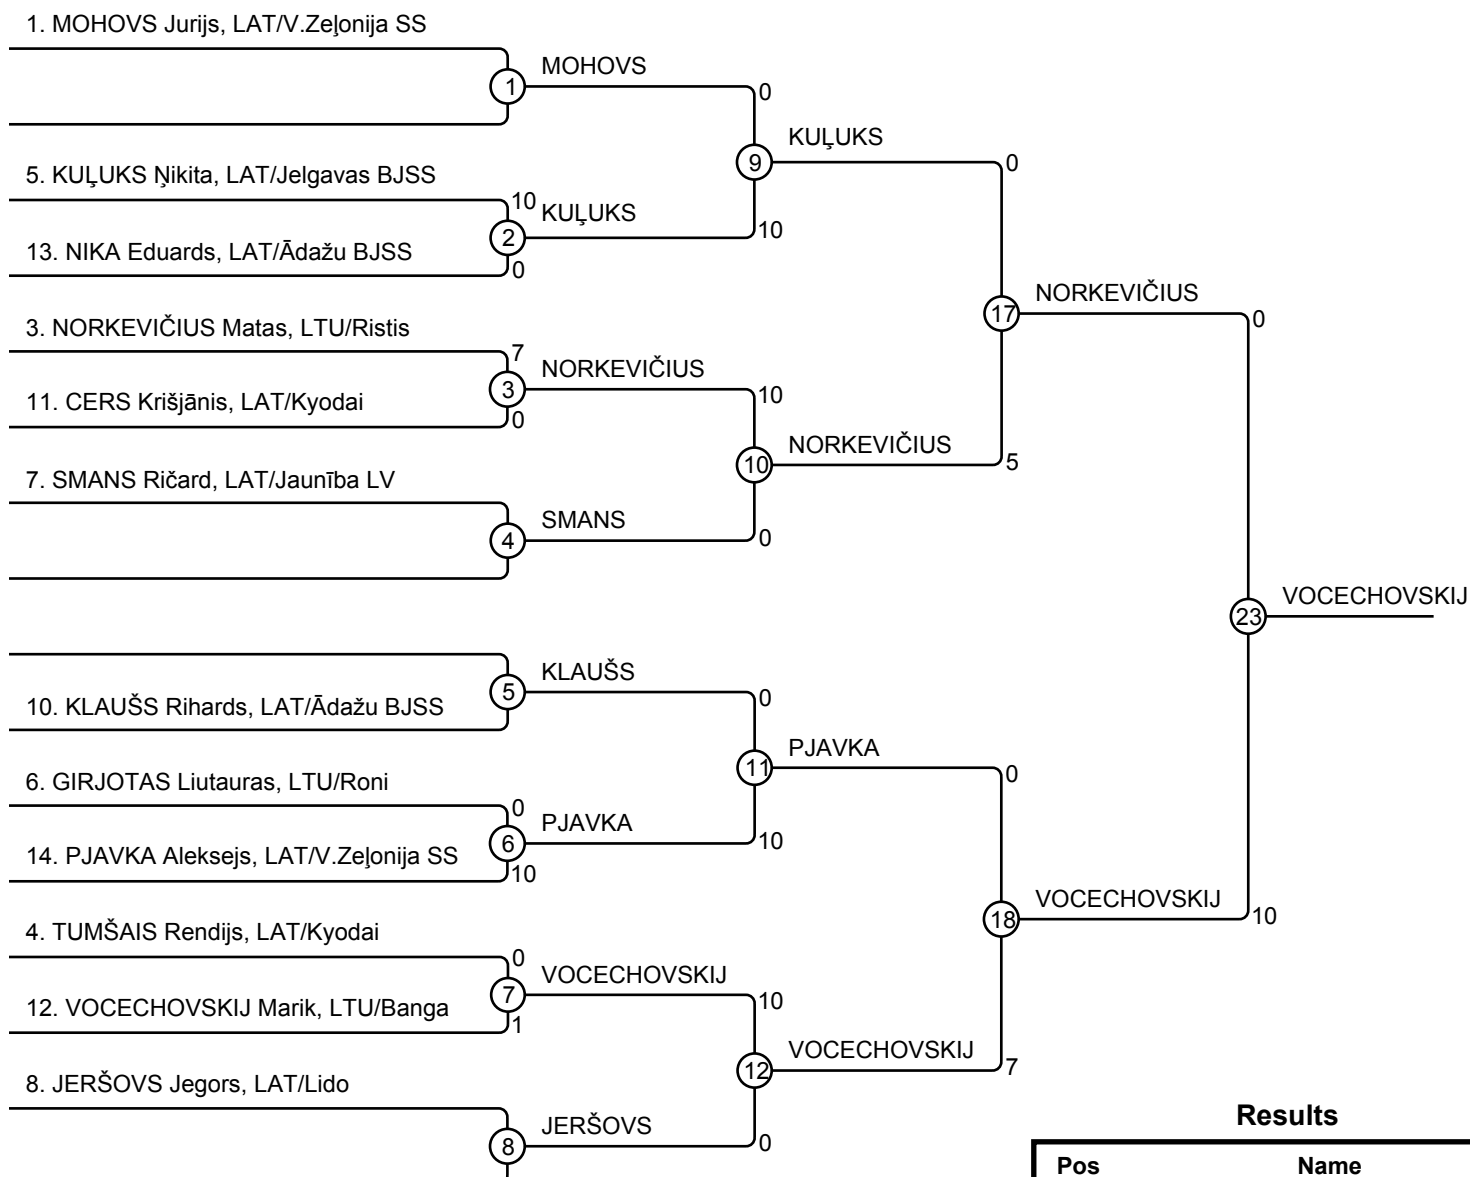 1. MOHOVS Jurijs, LAT/V.Zeļonija SS
MOHOVS
1
0
KUĻUKS
9
0
5. KUĻUKS Ņikita, LAT/Jelgavas BJSS
10
KUĻUKS
2
10
13. NIKA Eduards, LAT/Ādažu BJSS
0
NORKEVIČIUS
17
0
3. NORKEVIČIUS Matas, LTU/Ristis
7
NORKEVIČIUS
3
10
11. CERS Krišjānis, LAT/Kyodai
0
NORKEVIČIUS
10
5
7. SMANS Ričard, LAT/Jaunība LV
SMANS
4
0
VOCECHOVSKIJ
23
KLAUŠS
5
0
10. KLAUŠS Rihards, LAT/Ādažu BJSS
PJAVKA
11
0
6. GIRJOTAS Liutauras, LTU/Roni
0
PJAVKA
6
10
14. PJAVKA Aleksejs, LAT/V.Zeļonija SS
10
VOCECHOVSKIJ
18
10
4. TUMŠAIS Rendijs, LAT/Kyodai
0
VOCECHOVSKIJ
7
10
12. VOCECHOVSKIJ Marik, LTU/Banga
1
VOCECHOVSKIJ
12
7
8. JERŠOVS Jegors, LAT/Lido
JERŠOVS
8
0
Results
Pos Name